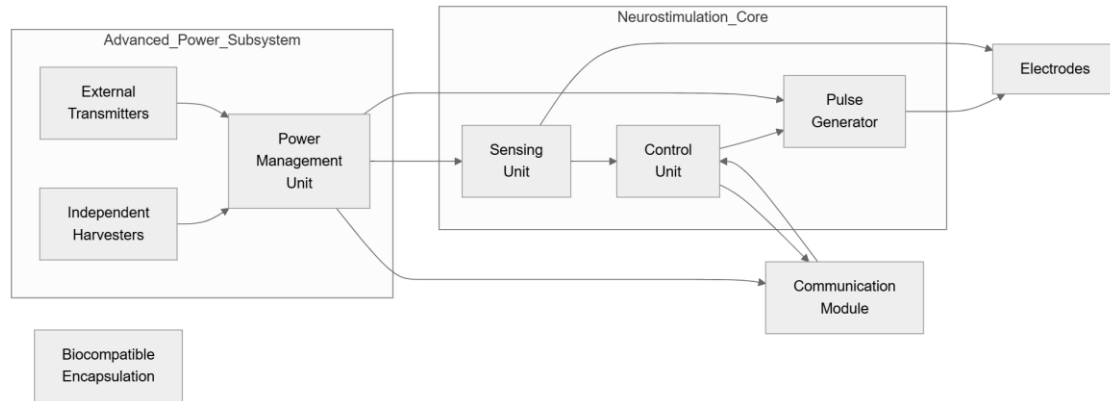 Neurostimulation_Core
Advanced_Power_Subsystem
External
Transmitters
Independent
Harvesters
Power
Management
Unit
Sensing
Unit
Control
Unit
Pulse
Generator
Electrodes
Communication
Module
Biocompatible
Encapsulation